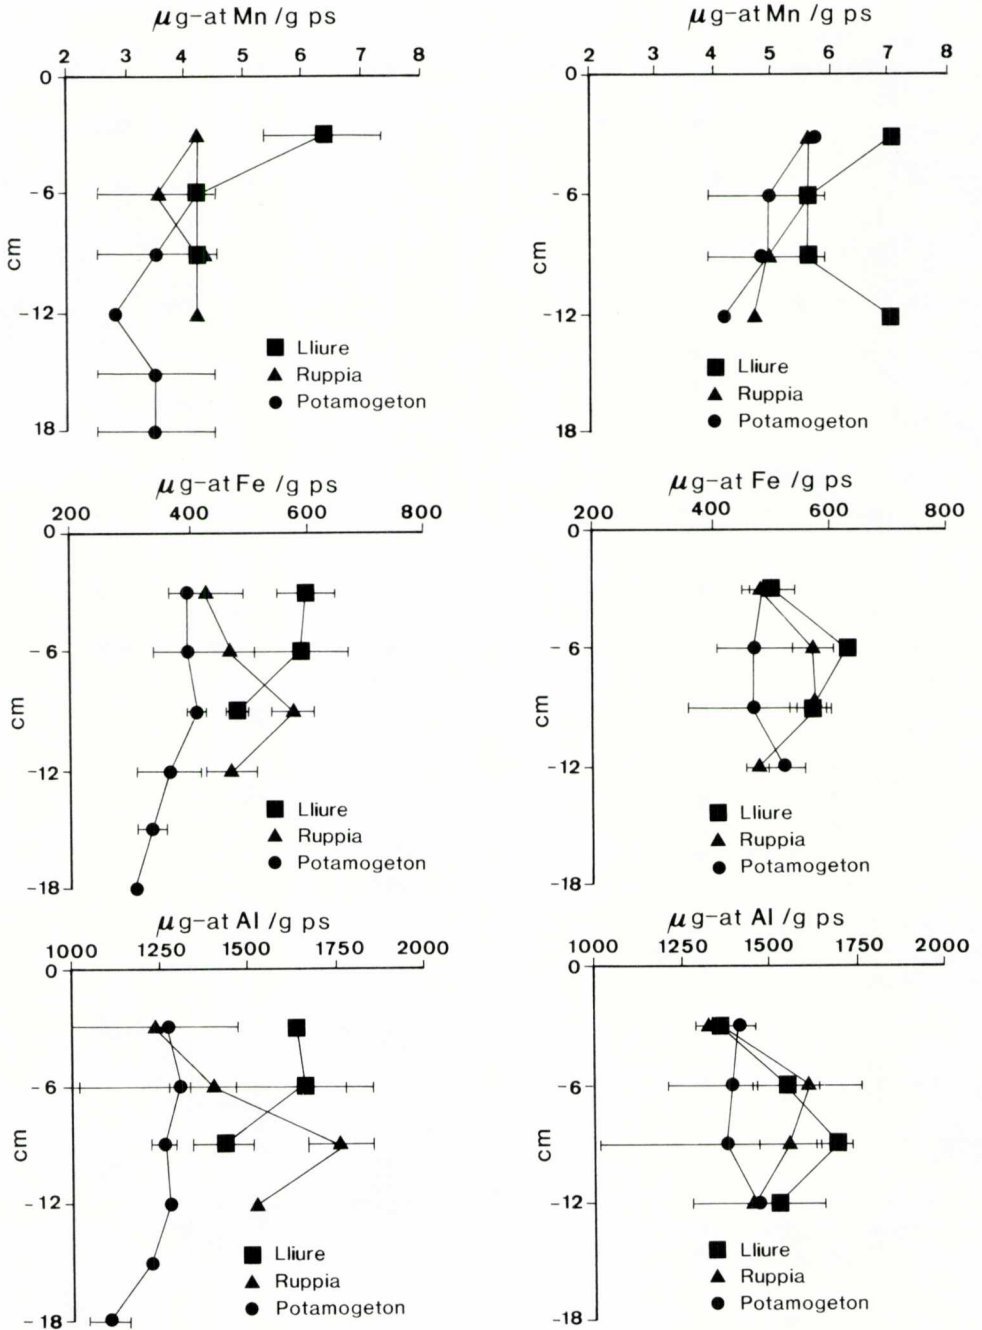 μg-at Mn /g ps
2 3 4 5 6 7 8
0
- 6
-12
18
cm
Lliure
Ruppia
Potamogeton
μg-at Mn /g ps
2 3 4 5 6 7 8
0
- 6
-12
18
cm
Lliure
Ruppia
Potamogeton
μg-at Fe /g ps
200 400 600 800
0
- 6
-12
-18
cm
Lliure
Ruppia
Potamogeton
μg-at Fe /g ps
200 400 600 800
0
- 6
-12
-18
cm
Lliure
Ruppia
Potamogeton
μg-at Al /g ps
1000 1250 1500 1750 2000
0
- 6
- 12
-18
cm
Lliure
Ruppia
Potamogeton
μg-at Al /g ps
1000 1250 1500 1750 2000
0
- 6
-12
-18
cm
Lliure
Ruppia
Potamogeton